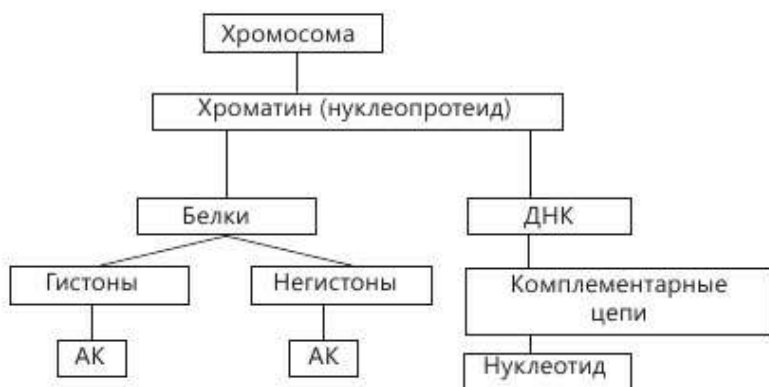 Хромосома
Хроматин (нуклеопротеид)
Белки
ДНК
Гистоны
Негистоны
Комплементарные
цепи
АК
АК
Нуклеотид